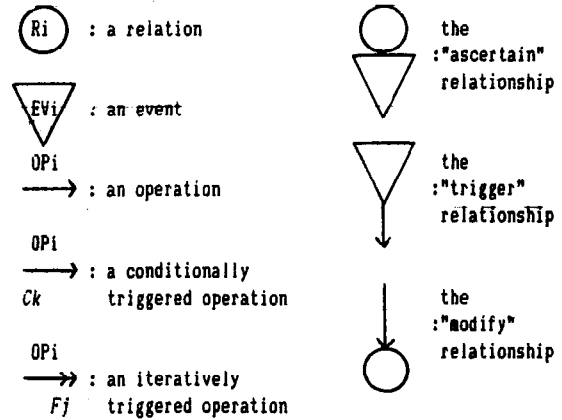 Ri : a relation
EVi : an event
OPi
: an operation
OPi
: a conditionally
Ck triggered operation
OPi
: an iteratively
Fj triggered operation
the
:"ascertain"
relationship
the
:"trigger"
relationship
the
:"modify"
relationship